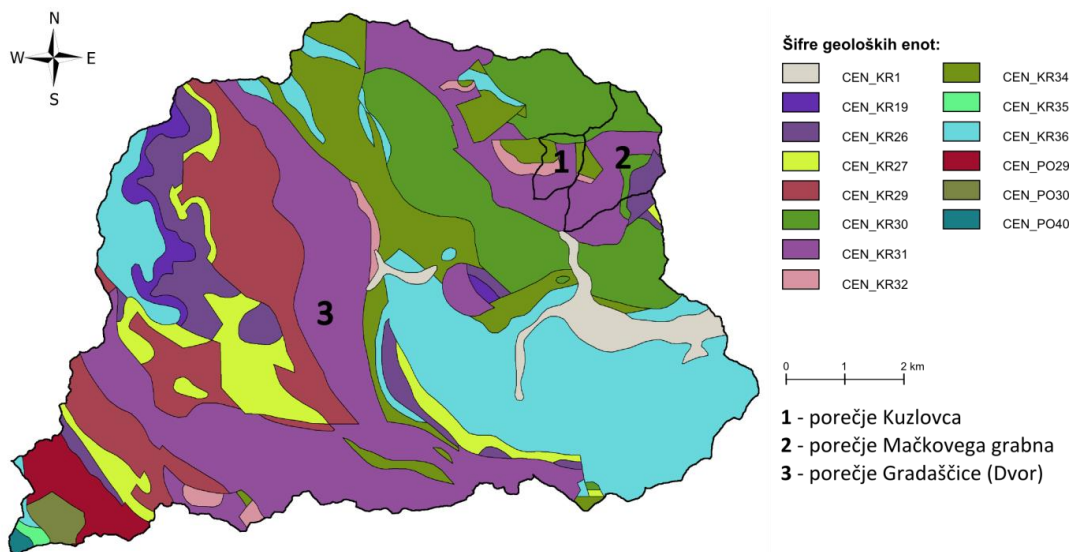 N
W E
S
Šifre geoloških enot:
CEN_KR1
CEN_KR19
CEN_KR26
CEN_KR27
CEN_KR29
CEN_KR30
CEN_KR31
CEN_KR32
CEN_KR34
CEN_KR35
CEN_KR36
CEN_PO29
CEN_PO30
CEN_PO40
1
2
3
0 1 2 km
1 - porečje Kuzlovca
2 - porečje Mačkovega grabna
3 - porečje Gradaščice (Dvor)